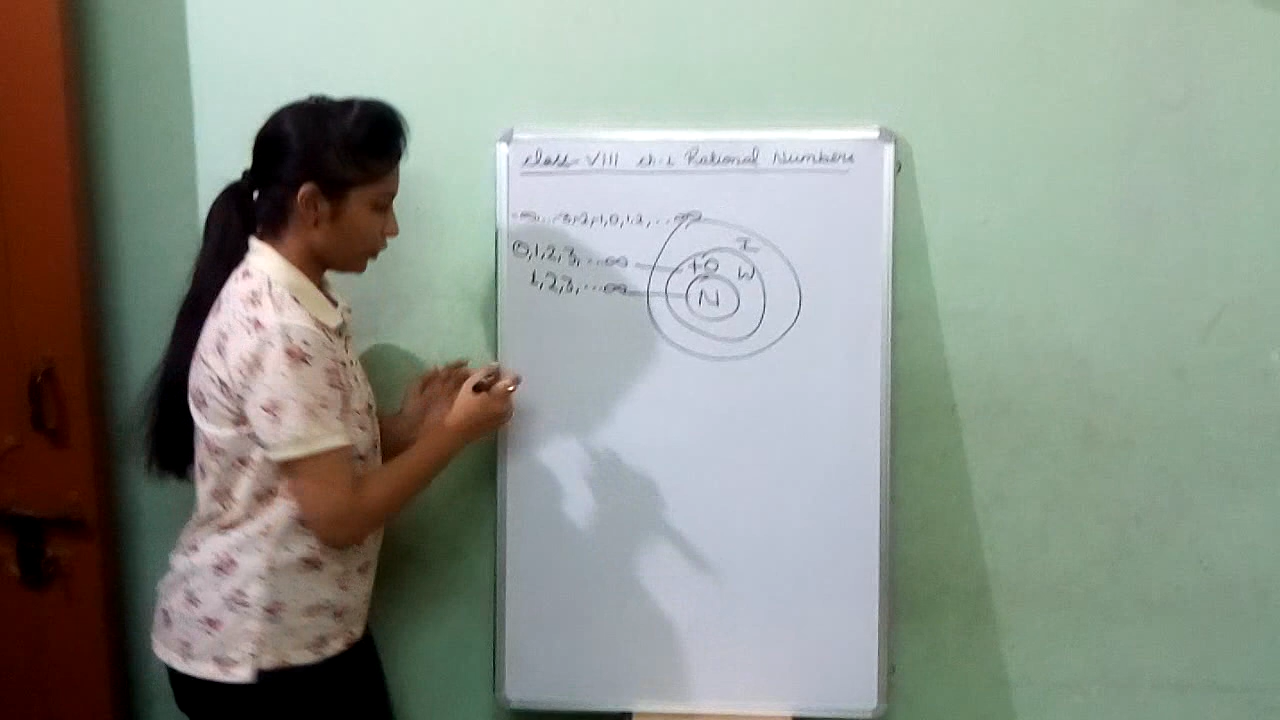 Class VIII ch-1 Rational Numbers
-∞... -3,-2,-1,0,1,2,...∞
I
0,1,2,3,...∞
+0 W
1,2,3,...∞
N